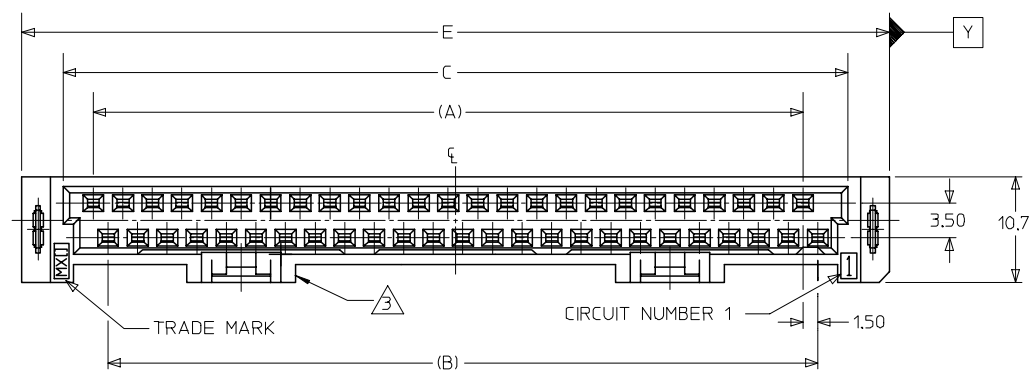 E
Y
C
(A)
℄
3.50
10.7
MX
1
3
TRADE MARK
CIRCUIT NUMBER 1
1.50
(B)